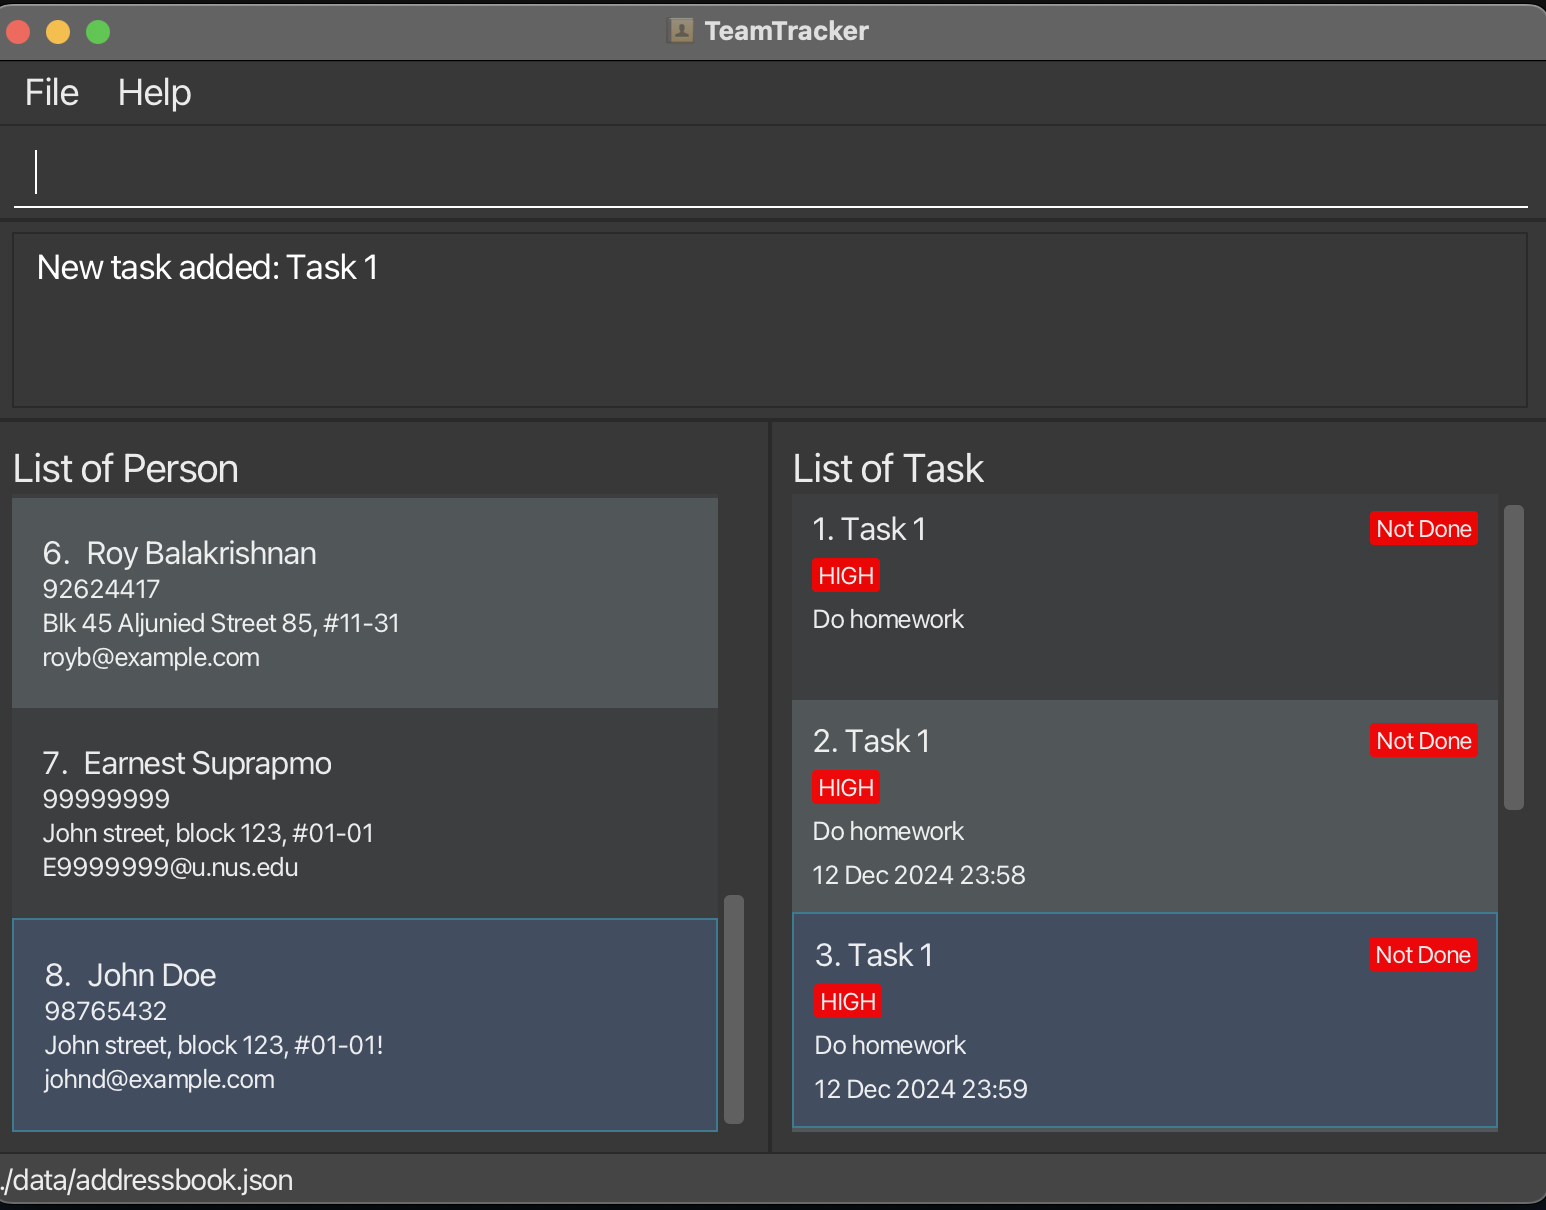 TeamTracker
File Help
New task added: Task 1
List of Person
6. Roy Balakrishnan
92624417
Blk 45 Aljunied Street 85, #11-31
royb@example.com
7. Earnest Suprapmo
99999999
John street, block 123, #01-01
E9999999@u.nus.edu
8. John Doe
98765432
John street, block 123, #01-01!
johnd@example.com
List of Task
1. Task 1 Not Done
HIGH
Do homework
2. Task 1 Not Done
HIGH
Do homework
12 Dec 2024 23:58
3. Task 1 Not Done
HIGH
Do homework
12 Dec 2024 23:59
./data/addressbook.json